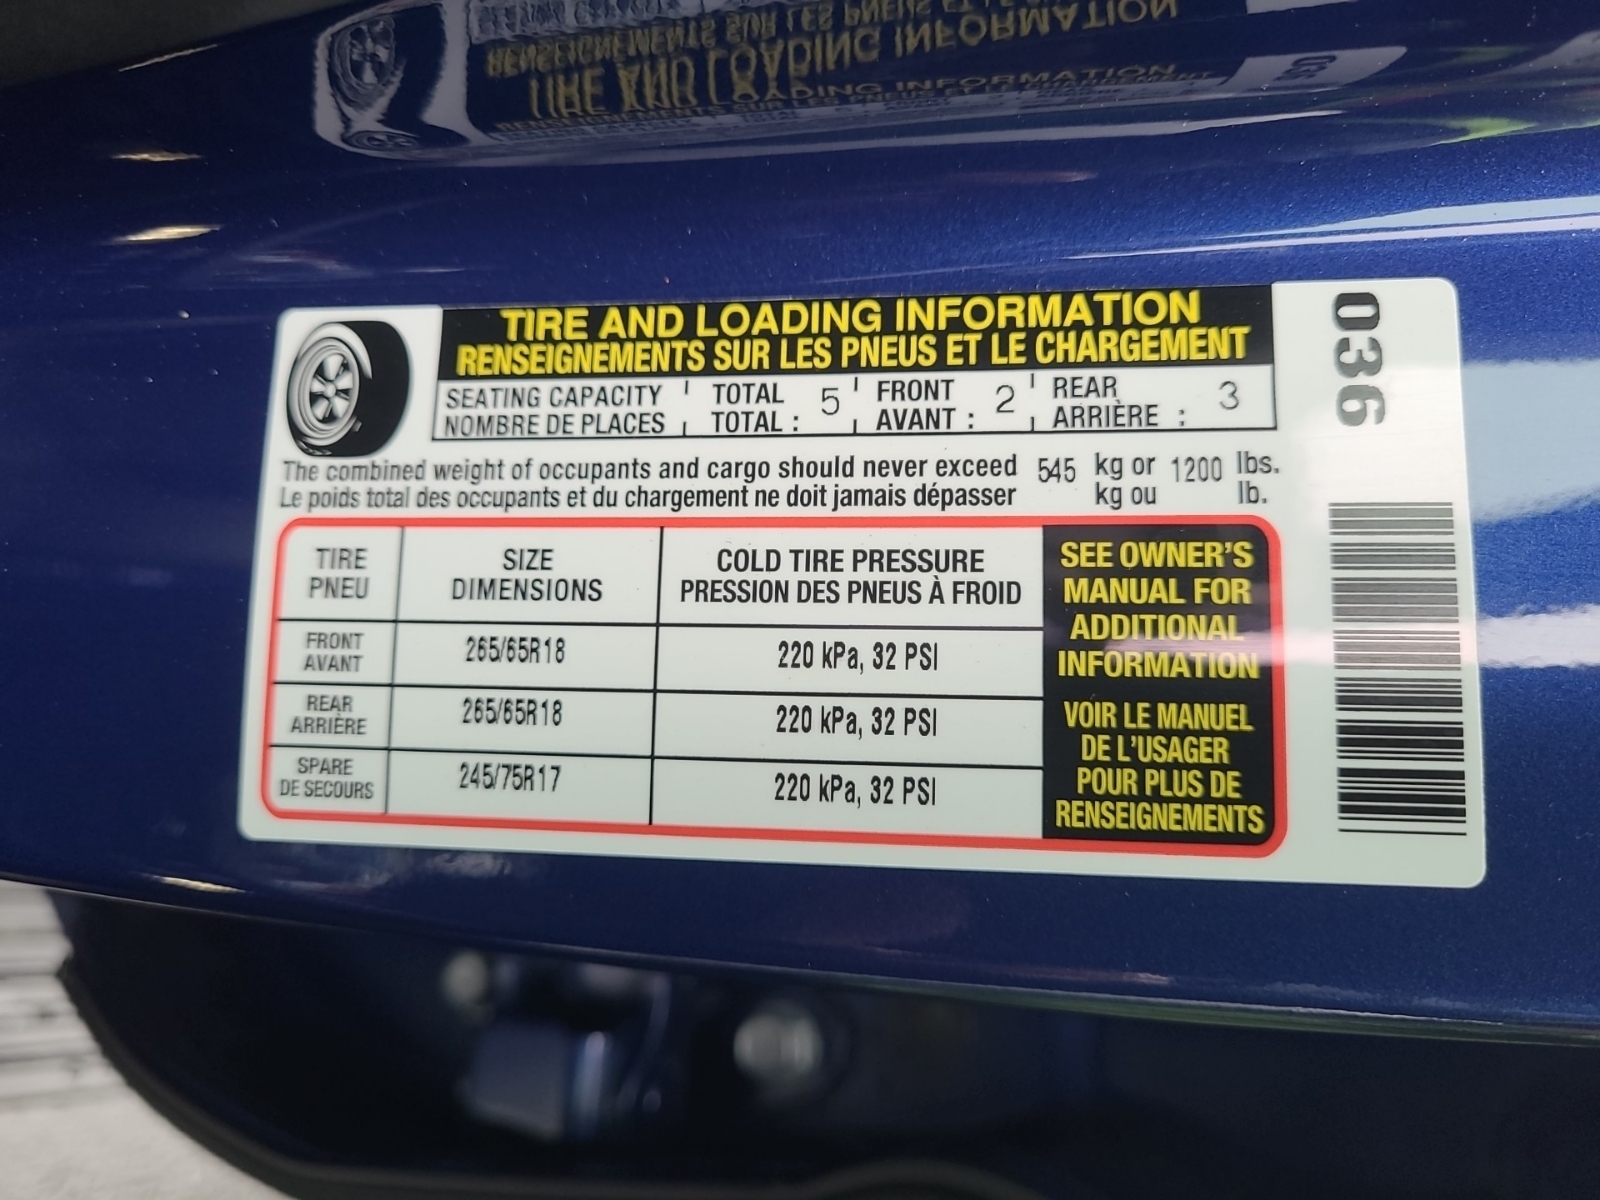 TIRE AND LOADING INFORMATION
RENSEIGNEMENTS SUR LES PNEUS ET LE CHARGEMENT
SEATING CAPACITY TOTAL 5 FRONT 2 REAR 3
NOMBRE DE PLACES TOTAL : AVANT : ARRIÈRE :
The combined weight of occupants and cargo should never exceed 545 kg or 1200 lbs.
Le poids total des occupants et du chargement ne doit jamais dépasser kg ou lb.
TIRE SIZE COLD TIRE PRESSURE
PNEU DIMENSIONS PRESSION DES PNEUS À FROID
FRONT 265/65R18 220 kPa, 32 PSI
AVANT
REAR 265/65R18 220 kPa, 32 PSI
ARRIÈRE
SPARE 245/75R17 220 kPa, 32 PSI
DE SECOURS
SEE OWNER'S
MANUAL FOR
ADDITIONAL
INFORMATION
VOIR LE MANUEL
DE L'USAGER
POUR PLUS DE
RENSEIGNEMENTS
036